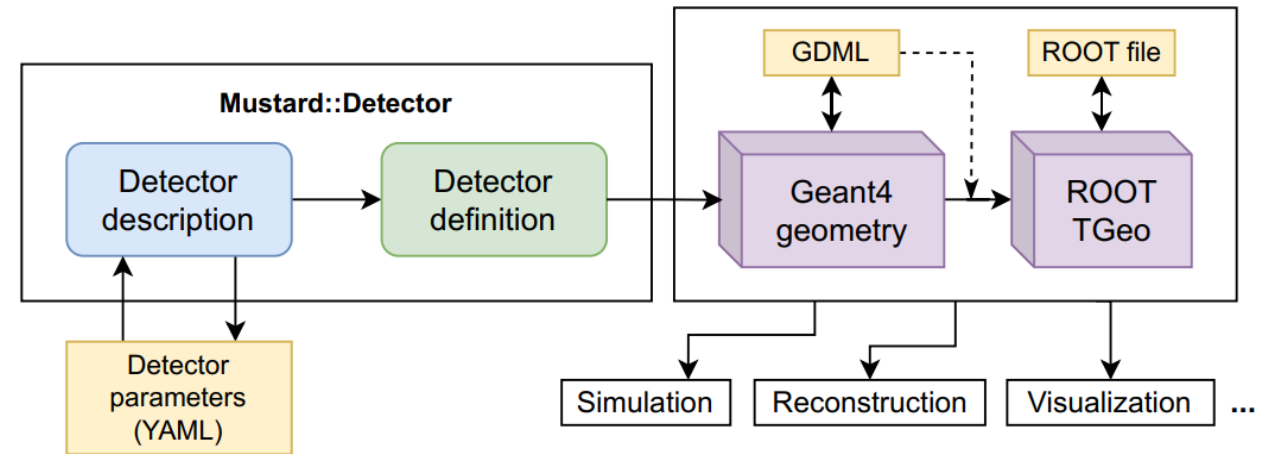 Mustard::Detector
Detector
description
Detector
definition
Detector
parameters
(YAML)
GDML
ROOT file
Geant4
geometry
ROOT
TGeo
Simulation
Reconstruction
Visualization
...